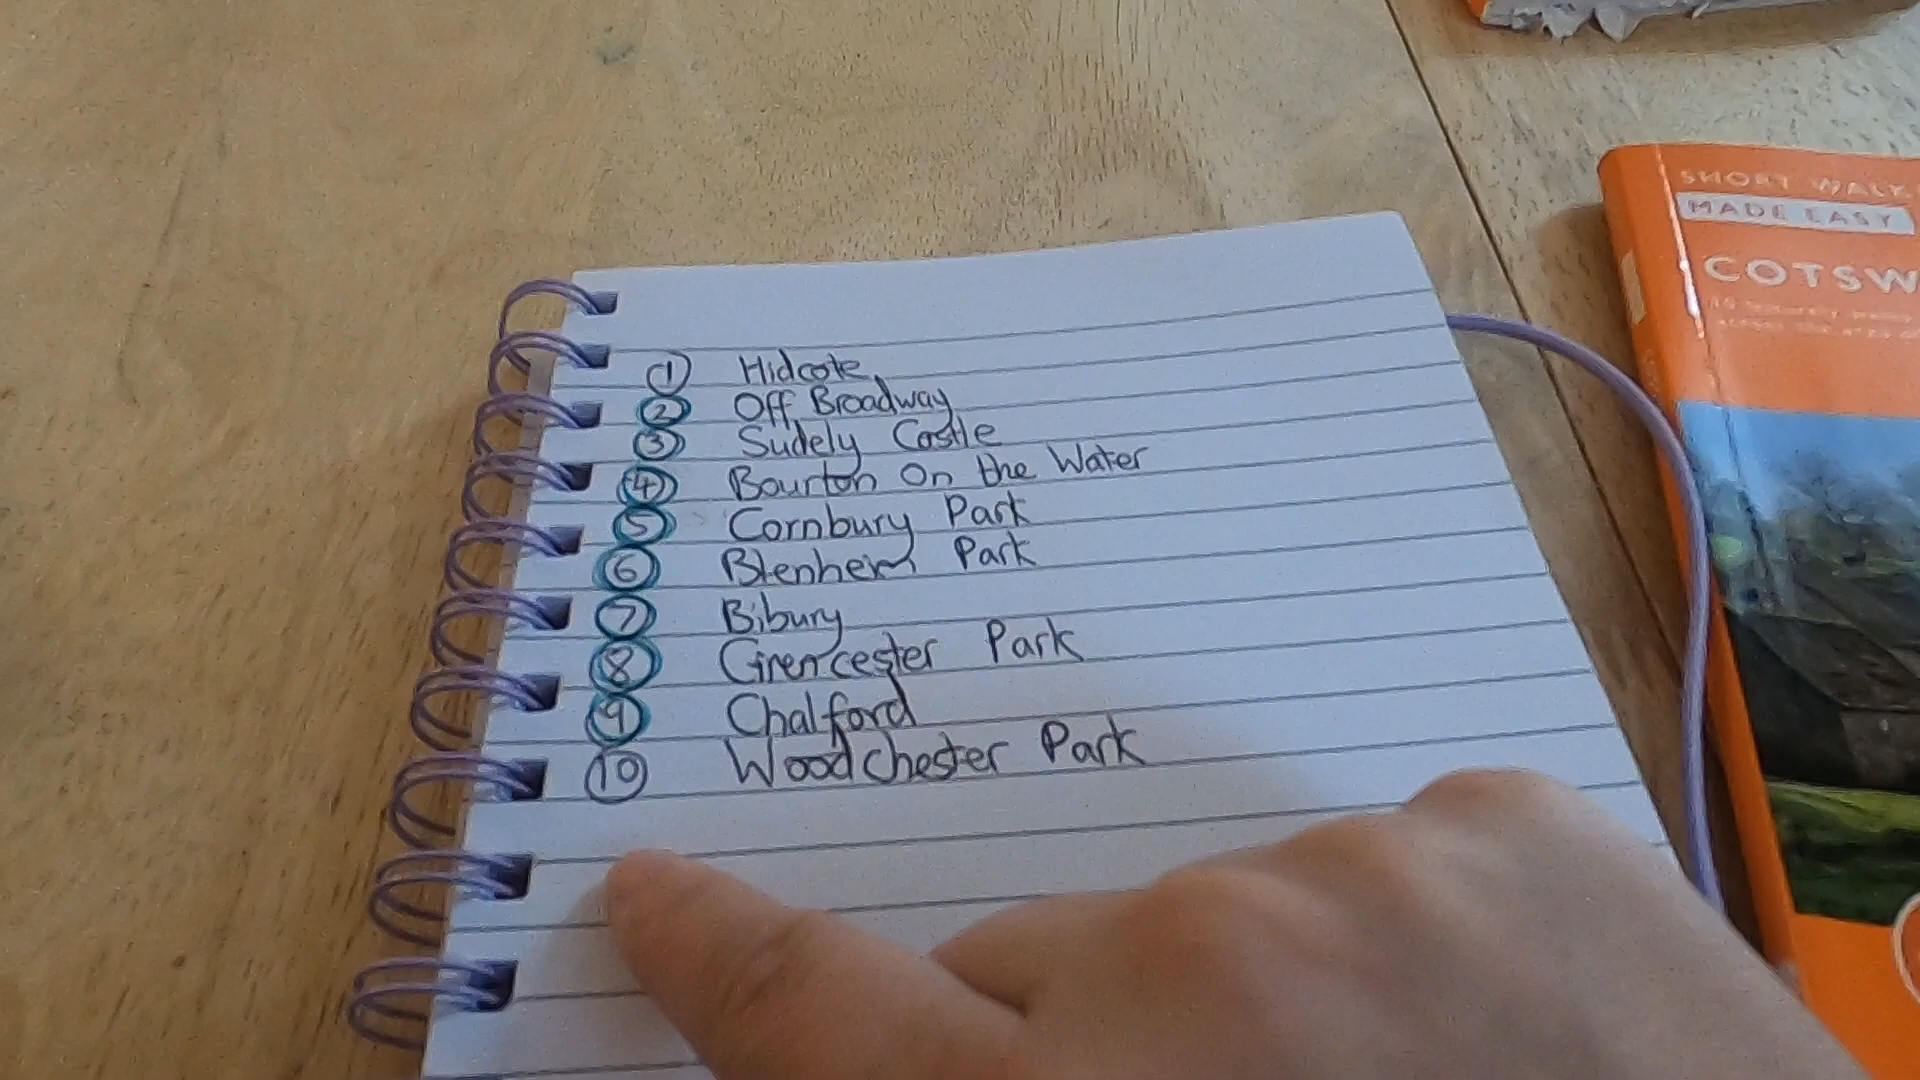 ① Hidcote
② Off Broadway
③ Sudely Castle
④ Bourton On the Water
⑤ Cornbury Park
⑥ Blenheim Park
⑦ Bibury
⑧ Cirencester Park
⑨ Chalford
⑩ Woodchester Park
SHORT WALKS
MADE EASY
COTSW